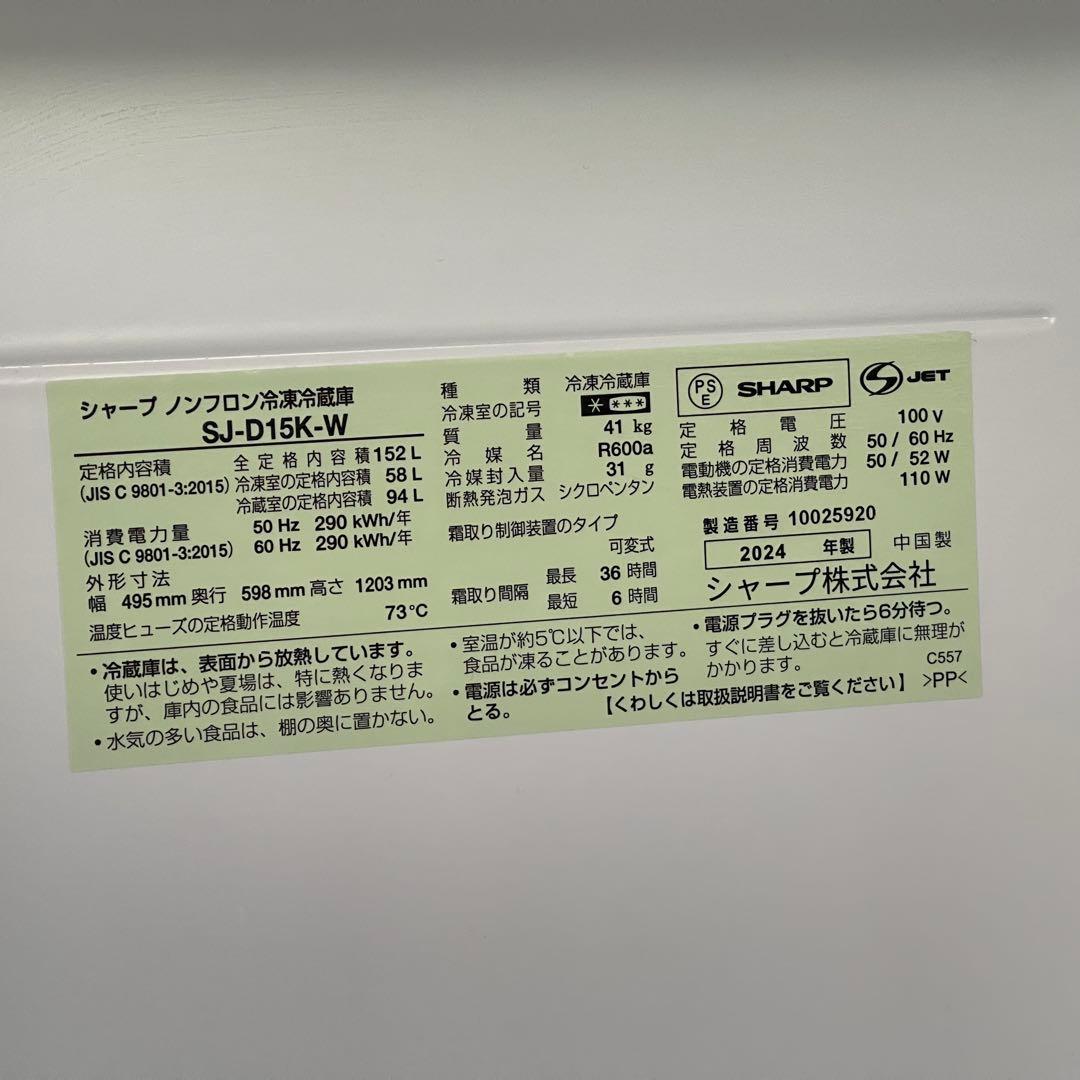 シャープ ノンフロン冷凍冷蔵庫
SJ-D15K-W
定格内容積
(JIS C 9801-3:2015)
全定格内容積 152 L
冷凍室の定格内容積 58 L
冷蔵室の定格内容積 94 L
消費電力量
(JIS C 9801-3:2015)
50 Hz 290 kWh/年
60 Hz 290 kWh/年
外形寸法
幅 495 mm 奥行 598 mm 高さ 1203 mm
温度ヒューズの定格動作温度 73℃
種類 冷凍冷蔵庫
冷凍室の記号 * ***
質量 41 kg
冷媒名 R600a
冷媒封入量 31 g
断熱発泡ガス シクロペンタン
霜取り制御装置のタイプ
可変式
霜取り間隔
最長 36 時間
最短 6 時間
PS
E
SHARP
JET
定格電圧 100 V
定格周波数 50 / 60 Hz
電動機の定格消費電力 50 / 52 W
電熱装置の定格消費電力 110 W
製造番号 10025920
2024 年製
中国製
シャープ株式会社
・冷蔵庫は、表面から放熱しています。
使いはじめや夏場は、特に熱くなりま
すが、庫内の食品には影響ありません。
・水気の多い食品は、棚の奥に置かない。
・室温が約5℃以下では、
食品が凍ることがあります。
・電源は必ずコンセントから
とる。
・電源プラグを抜いたら6分待つ。
すぐに差し込むと冷蔵庫に無理が
かかります。
C557
【くわしくは取扱説明書をご覧ください】
>PP<